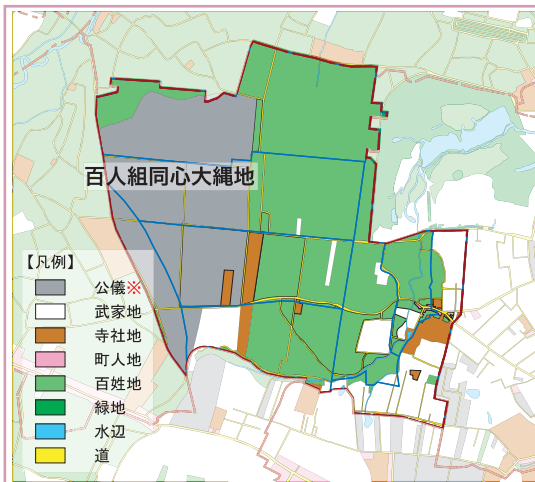 百人組同心大縄地
【凡例】
公儀※
武家地
寺社地
町人地
百姓地
緑地
水辺
道